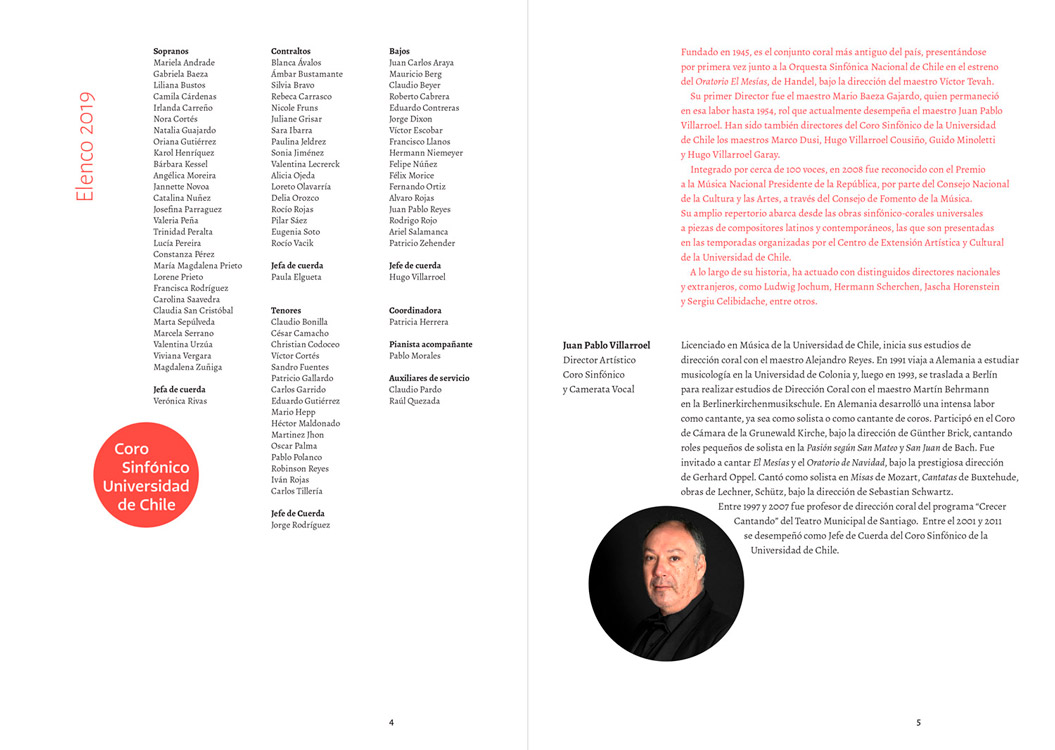 Elenco 2019
Sopranos
Mariela Andrade
Gabriela Baeza
Liliana Bustos
Camila Cárdenas
Irlanda Carreño
Nora Cortés
Natalia Guajardo
Oriana Gutiérrez
Karol Henríquez
Bárbara Kessel
Angélica Moreira
Jannette Novoa
Catalina Nuñez
Josefina Parraguez
Valeria Peña
Trinidad Peralta
Lucía Pereira
Constanza Pérez
María Magdalena Prieto
Lorene Prieto
Francisca Rodríguez
Carolina Saavedra
Claudia San Cristóbal
Marta Sepúlveda
Marcela Serrano
Valentina Urzúa
Viviana Vergara
Magdalena Zuñiga
Jefa de cuerda
Verónica Rivas
Coro
Sinfónico
Universidad
de Chile
Contraltos
Blanca Ávalos
Ámbar Bustamante
Silvia Bravo
Rebeca Carrasco
Nicole Fruns
Juliane Grisar
Sara Ibarra
Paulina Jeldrez
Sonia Jiménez
Valentina Lecrerck
Alicia Ojeda
Loreto Olavarría
Delia Orozco
Rocío Rojas
Pilar Sáez
Eugenia Soto
Rocío Vacik
Jefa de cuerda
Paula Elgueta
Tenores
Claudio Bonilla
César Camacho
Christian Codoceo
Víctor Cortés
Sandro Fuentes
Patricio Gallardo
Carlos Garrido
Eduardo Gutiérrez
Mario Hepp
Héctor Maldonado
Martinez Jhon
Oscar Palma
Pablo Polanco
Robinson Reyes
Iván Rojas
Carlos Tillería
Jefe de Cuerda
Jorge Rodríguez
Bajos
Juan Carlos Araya
Mauricio Berg
Claudio Beyer
Roberto Cabrera
Eduardo Contreras
Jorge Dixon
Víctor Escobar
Francisco Llanos
Hermann Niemeyer
Felipe Núñez
Félix Morice
Fernando Ortiz
Alvaro Rojas
Juan Pablo Reyes
Rodrigo Rojo
Ariel Salamanca
Patricio Zehender
Jefe de cuerda
Hugo Villarroel
Coordinadora
Patricia Herrera
Pianista acompañante
Pablo Morales
Auxiliares de servicio
Claudio Pardo
Raúl Quezada
4
Fundado en 1945, es el conjunto coral más antiguo del país, presentándose
por primera vez junto a la Orquesta Sinfónica Nacional de Chile en el estreno
del Oratorio El Mesías, de Handel, bajo la dirección del maestro Víctor Tevah.
Su primer Director fue el maestro Mario Baeza Gajardo, quien permaneció
en esa labor hasta 1954, rol que actualmente desempeña el maestro Juan Pablo
Villarroel. Han sido también directores del Coro Sinfónico de la Universidad
de Chile los maestros Marco Dusi, Hugo Villarroel Cousiño, Guido Minoletti
y Hugo Villarroel Garay.
Integrado por cerca de 100 voces, en 2008 fue reconocido con el Premio
a la Música Nacional Presidente de la República, por parte del Consejo Nacional
de la Cultura y las Artes, a través del Consejo de Fomento de la Música.
Su amplio repertorio abarca desde las obras sinfónico-corales universales
a piezas de compositores latinos y contemporáneos, las que son presentadas
en las temporadas organizadas por el Centro de Extensión Artística y Cultural
de la Universidad de Chile.
A lo largo de su historia, ha actuado con distinguidos directores nacionales
y extranjeros, como Ludwig Jochum, Hermann Scherchen, Jascha Horenstein
y Sergiu Celibidache, entre otros.
Juan Pablo Villarroel
Director Artístico
Coro Sinfónico
y Camerata Vocal
Licenciado en Música de la Universidad de Chile, inicia sus estudios de
dirección coral con el maestro Alejandro Reyes. En 1991 viaja a Alemania a estudiar
musicología en la Universidad de Colonia y, luego en 1993, se traslada a Berlín
para realizar estudios de Dirección Coral con el maestro Martín Behrmann
en la Berlinerkirchenmusikschule. En Alemania desarrolló una intensa labor
como cantante, ya sea como solista o como cantante de coros. Participó en el Coro
de Cámara de la Grunewald Kirche, bajo la dirección de Günther Brick, cantando
roles pequeños de solista en la Pasión según San Mateo y San Juan de Bach. Fue
invitado a cantar El Mesías y el Oratorio de Navidad, bajo la prestigiosa dirección
de Gerhard Oppel. Cantó como solista en Misas de Mozart, Cantatas de Buxtehude,
obras de Lechner, Schütz, bajo la dirección de Sebastian Schwartz.
Entre 1997 y 2007 fue profesor de dirección coral del programa “Crecer
Cantando” del Teatro Municipal de Santiago. Entre el 2001 y 2011
se desempeñó como Jefe de Cuerda del Coro Sinfónico de la
Universidad de Chile.
5